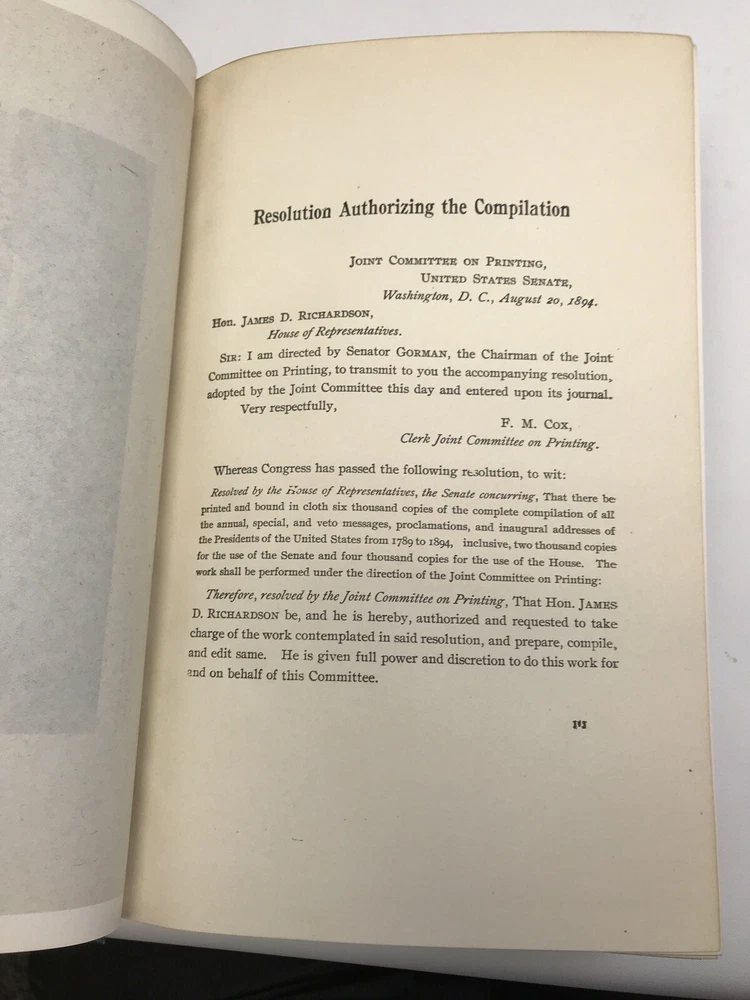 Resolution Authorizing the Compilation
JOINT COMMITTEE ON PRINTING,
UNITED STATES SENATE,
Washington, D. C., August 20, 1894.
Hon. JAMES D. RICHARDSON,
House of Representatives.
SIR: I am directed by Senator GORMAN, the Chairman of the Joint
Committee on Printing, to transmit to you the accompanying resolution,
adopted by the Joint Committee this day and entered upon its journal.
Very respectfully,
F. M. COX,
Clerk Joint Committee on Printing.
Whereas Congress has passed the following resolution, to wit:
Resolved by the House of Representatives, the Senate concurring, That there be
printed and bound in cloth six thousand copies of the complete compilation of all
the annual, special, and veto messages, proclamations, and inaugural addresses of
the Presidents of the United States from 1789 to 1894, inclusive, two thousand copies
for the use of the Senate and four thousand copies for the use of the House. The
work shall be performed under the direction of the Joint Committee on Printing:
Therefore, resolved by the Joint Committee on Printing, That Hon. JAMES
D. RICHARDSON be, and he is hereby, authorized and requested to take
charge of the work contemplated in said resolution, and prepare, compile,
and edit same. He is given full power and discretion to do this work for
and on behalf of this Committee.
III